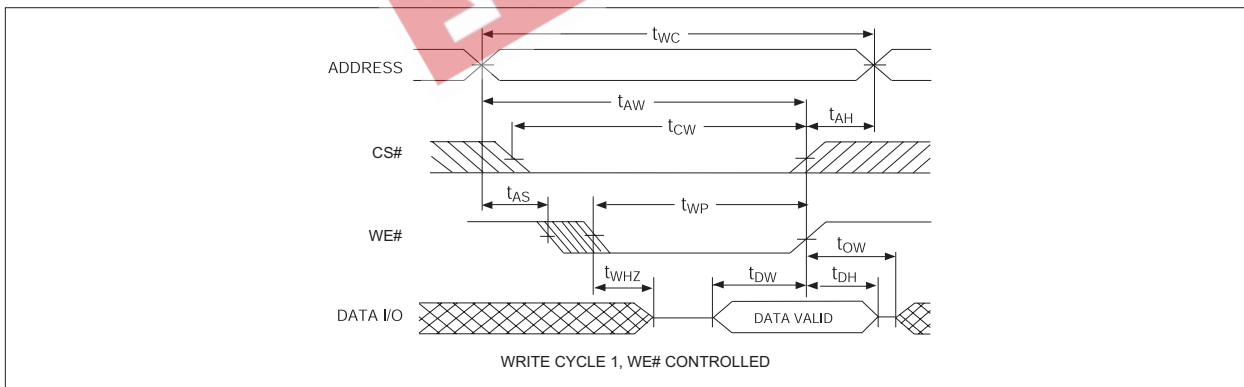 tWC
ADDRESS
tAW
tCW
tAH
CS#
tAS
tWP
WE#
tOW
tWHZ
tDW
tDH
DATA I/O
DATA VALID
WRITE CYCLE 1, WE# CONTROLLED